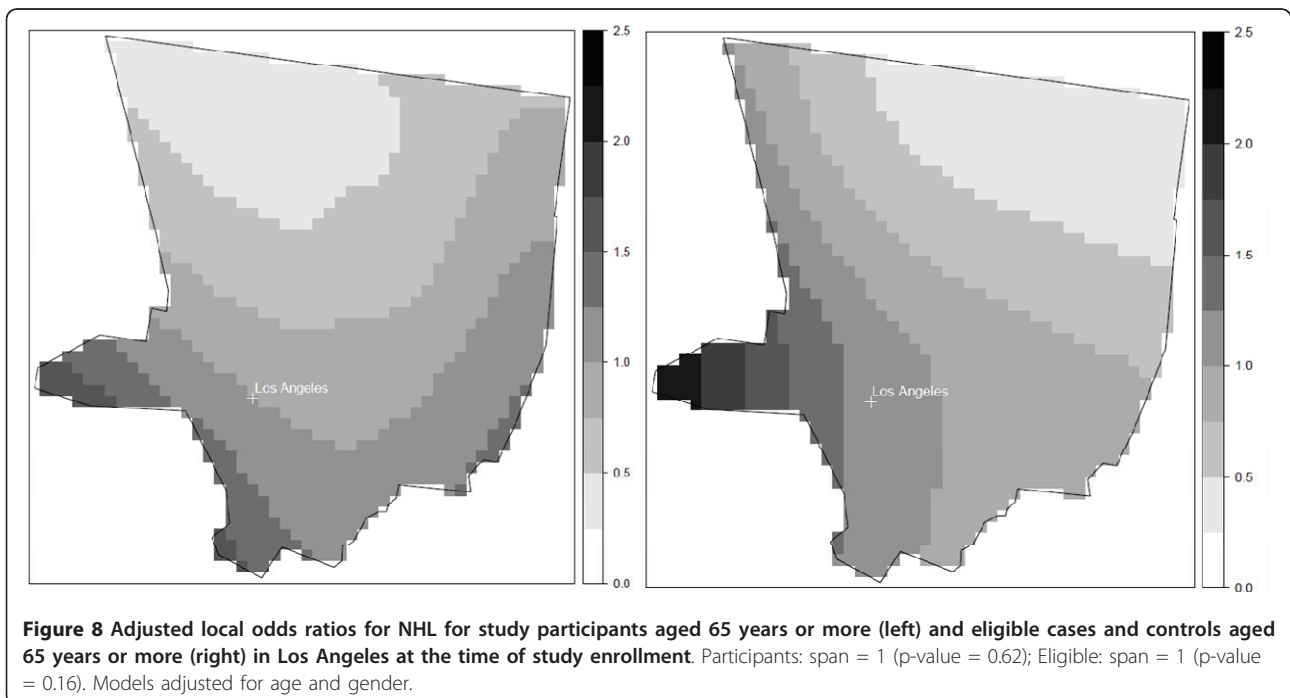 2.5
2.0
1.5
1.0
0.5
0.0
Los Angeles
2.5
2.0
1.5
1.0
0.5
0.0
Los Angeles
Figure 8 Adjusted local odds ratios for NHL for study participants aged 65 years or more (left) and eligible cases and controls aged
65 years or more (right) in Los Angeles at the time of study enrollment. Participants: span = 1 (p-value = 0.62); Eligible: span = 1 (p-value
= 0.16). Models adjusted for age and gender.